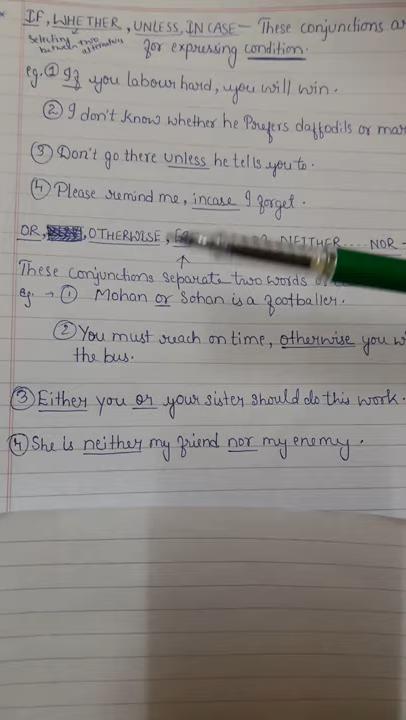 * IF, WHETHER, UNLESS, IN CASE - These conjunctions
Selecting two
alternatives
for expressing condition.
eg. ① If you labour hard, you will win.
② I don't know whether he Prefers daffodils or
③ Don't go there unless he tells you to.
④ Please remind me, incase I forget.
OR, OTHERWISE, NEITHER.... NOR -
These conjunctions separate two words
eg. → ① Mohan or Sohan is a footballer.
② You must reach on time, otherwise you
the bus.
③ Either you or your sister should do this work.
④ She is neither my friend nor my enemy.